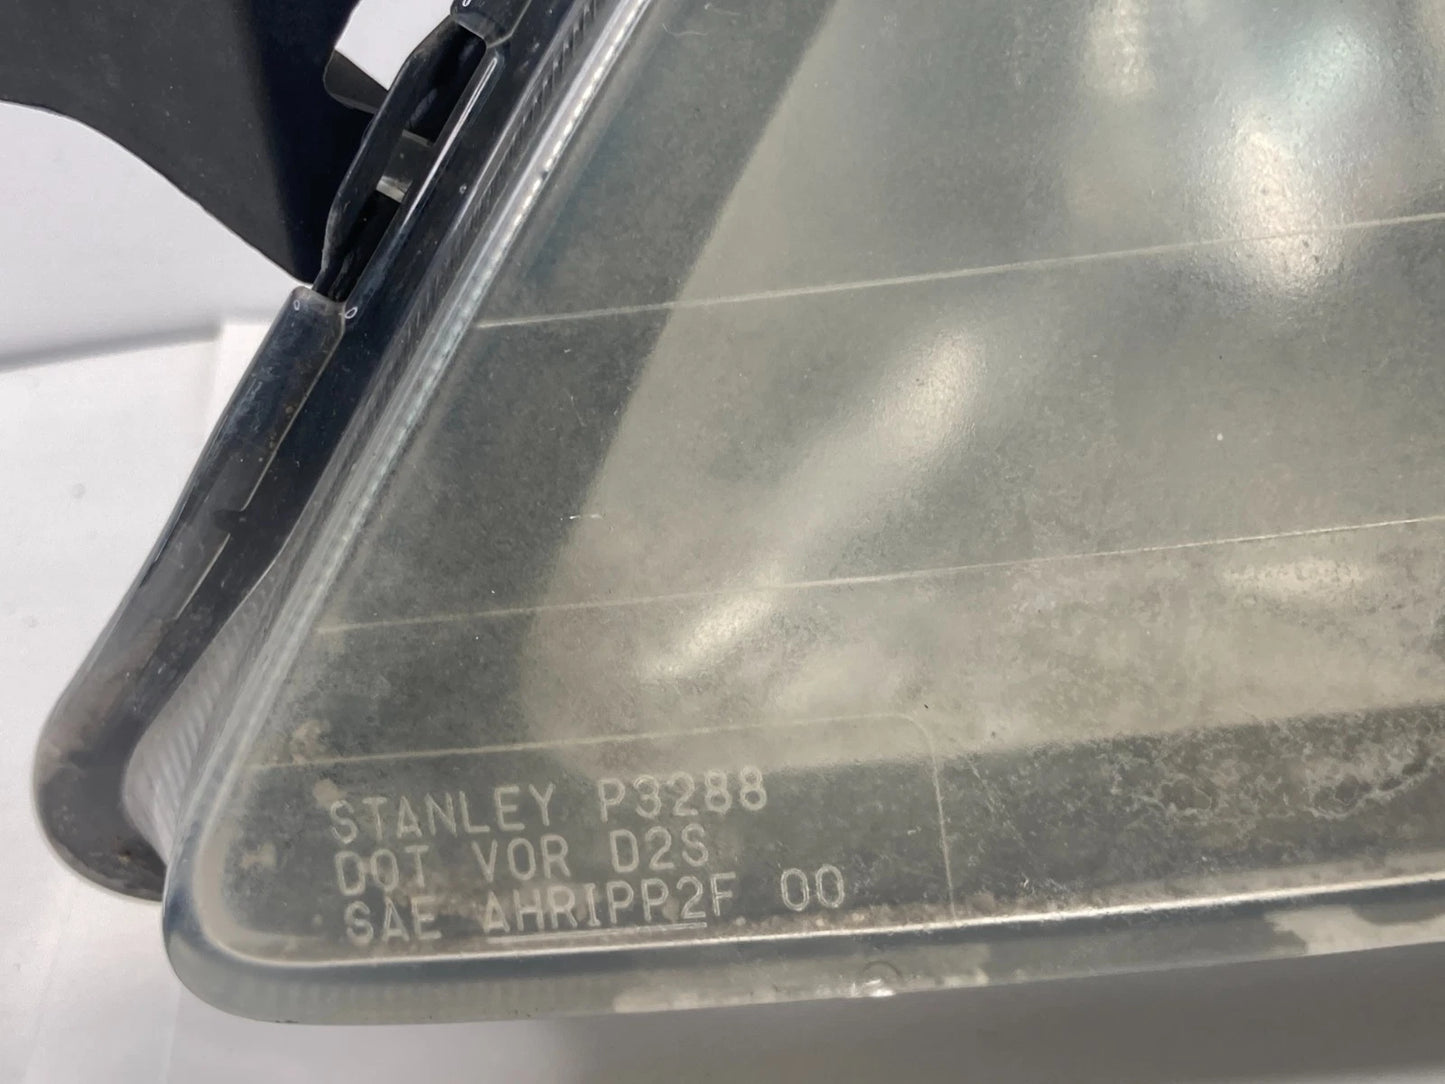 STANLEY P3288
DOT VOR D2S
SAE AHRIPP2F 00